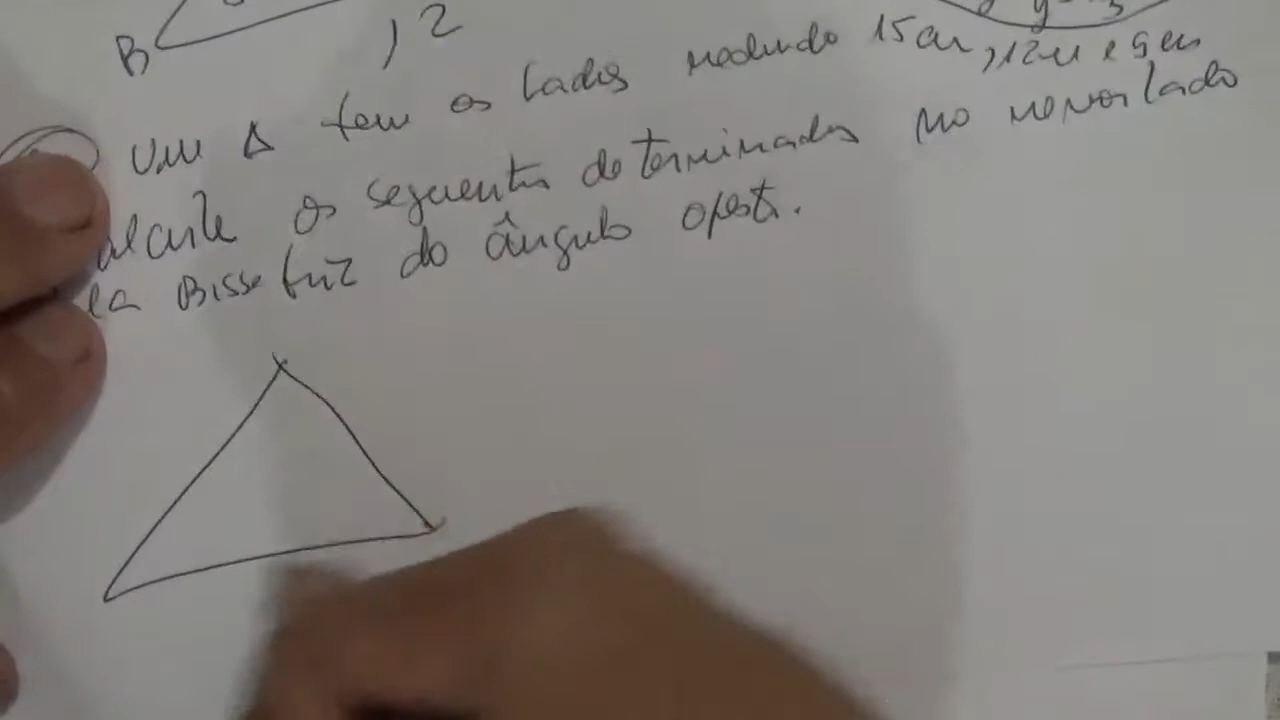 B , 2
Um Δ tem os lados medindo 15cm, 12cm e 9cm
alcule os segmentos determinados no menor lado
la Bissetriz do ângulo oposto.